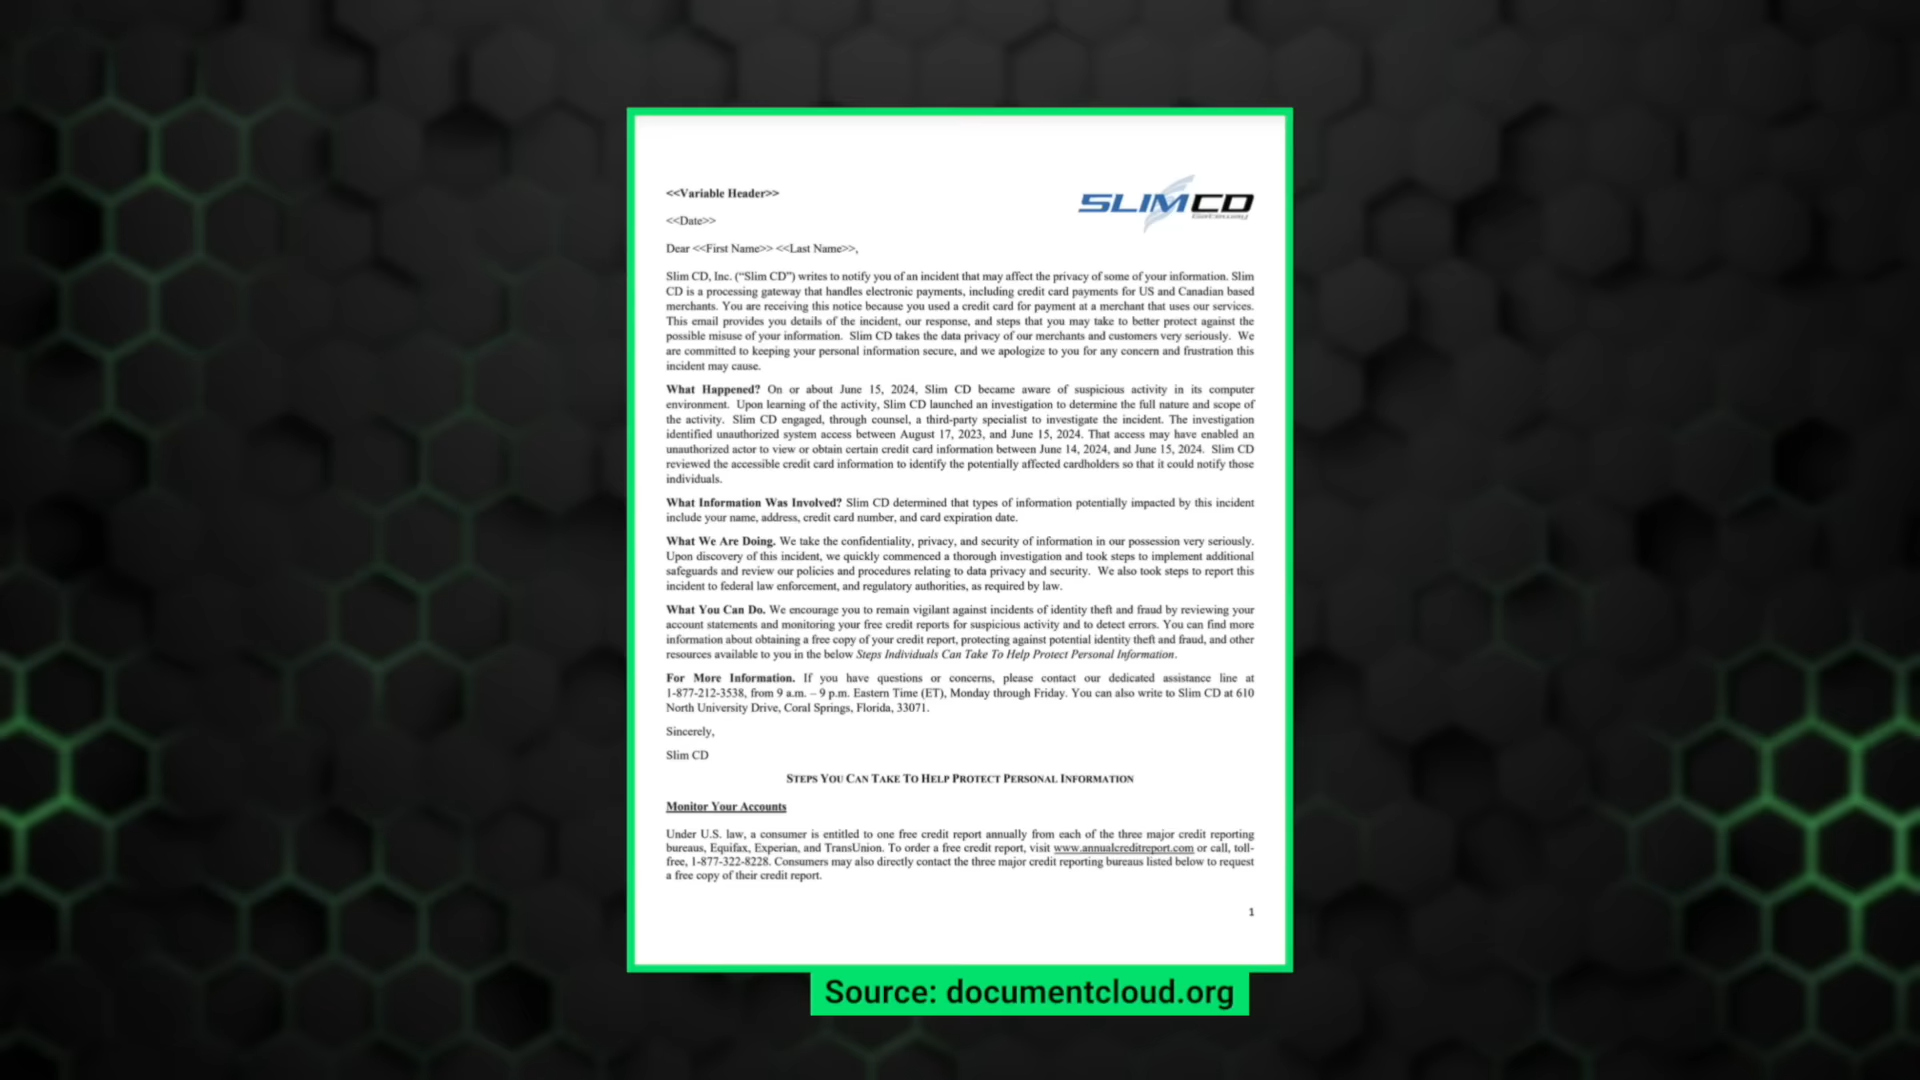 <<Variable Header>>
SLIMCD
Gateway
<<Date>>
Dear <<First Name>> <<Last Name>>,
Slim CD, Inc. (“Slim CD”) writes to notify you of an incident that may affect the privacy of some of your information. Slim
CD is a processing gateway that handles electronic payments, including credit card payments for US and Canadian based
merchants. You are receiving this notice because you used a credit card for payment at a merchant that uses our services.
This email provides you details of the incident, our response, and steps that you may take to better protect against the
possible misuse of your information. Slim CD takes the data privacy of our merchants and customers very seriously. We
are committed to keeping your personal information secure, and we apologize to you for any concern and frustration this
incident may cause.
What Happened? On or about June 15, 2024, Slim CD became aware of suspicious activity in its computer
environment. Upon learning of the activity, Slim CD launched an investigation to determine the full nature and scope of
the activity. Slim CD engaged, through counsel, a third-party specialist to investigate the incident. The investigation
identified unauthorized system access between August 17, 2023, and June 15, 2024. That access may have enabled an
unauthorized actor to view or obtain certain credit card information between June 14, 2024, and June 15, 2024. Slim CD
reviewed the accessible credit card information to identify the potentially affected cardholders so that it could notify those
individuals.
What Information Was Involved? Slim CD determined that types of information potentially impacted by this incident
include your name, address, credit card number, and card expiration date.
What We Are Doing. We take the confidentiality, privacy, and security of information in our possession very seriously.
Upon discovery of this incident, we quickly commenced a thorough investigation and took steps to implement additional
safeguards and review our policies and procedures relating to data privacy and security. We also took steps to report this
incident to federal law enforcement, and regulatory authorities, as required by law.
What You Can Do. We encourage you to remain vigilant against incidents of identity theft and fraud by reviewing your
account statements and monitoring your free credit reports for suspicious activity and to detect errors. You can find more
information about obtaining a free copy of your credit report, protecting against potential identity theft and fraud, and other
resources available to you in the below Steps Individuals Can Take To Help Protect Personal Information.
For More Information. If you have questions or concerns, please contact our dedicated assistance line at
1-877-212-3538, from 9 a.m. – 9 p.m. Eastern Time (ET), Monday through Friday. You can also write to Slim CD at 610
North University Drive, Coral Springs, Florida, 33071.
Sincerely,
Slim CD
STEPS YOU CAN TAKE TO HELP PROTECT PERSONAL INFORMATION
Monitor Your Accounts
Under U.S. law, a consumer is entitled to one free credit report annually from each of the three major credit reporting
bureaus, Equifax, Experian, and TransUnion. To order a free credit report, visit www.annualcreditreport.com or call, toll-
free, 1-877-322-8228. Consumers may also directly contact the three major credit reporting bureaus listed below to request
a free copy of their credit report.
1
Source: documentcloud.org